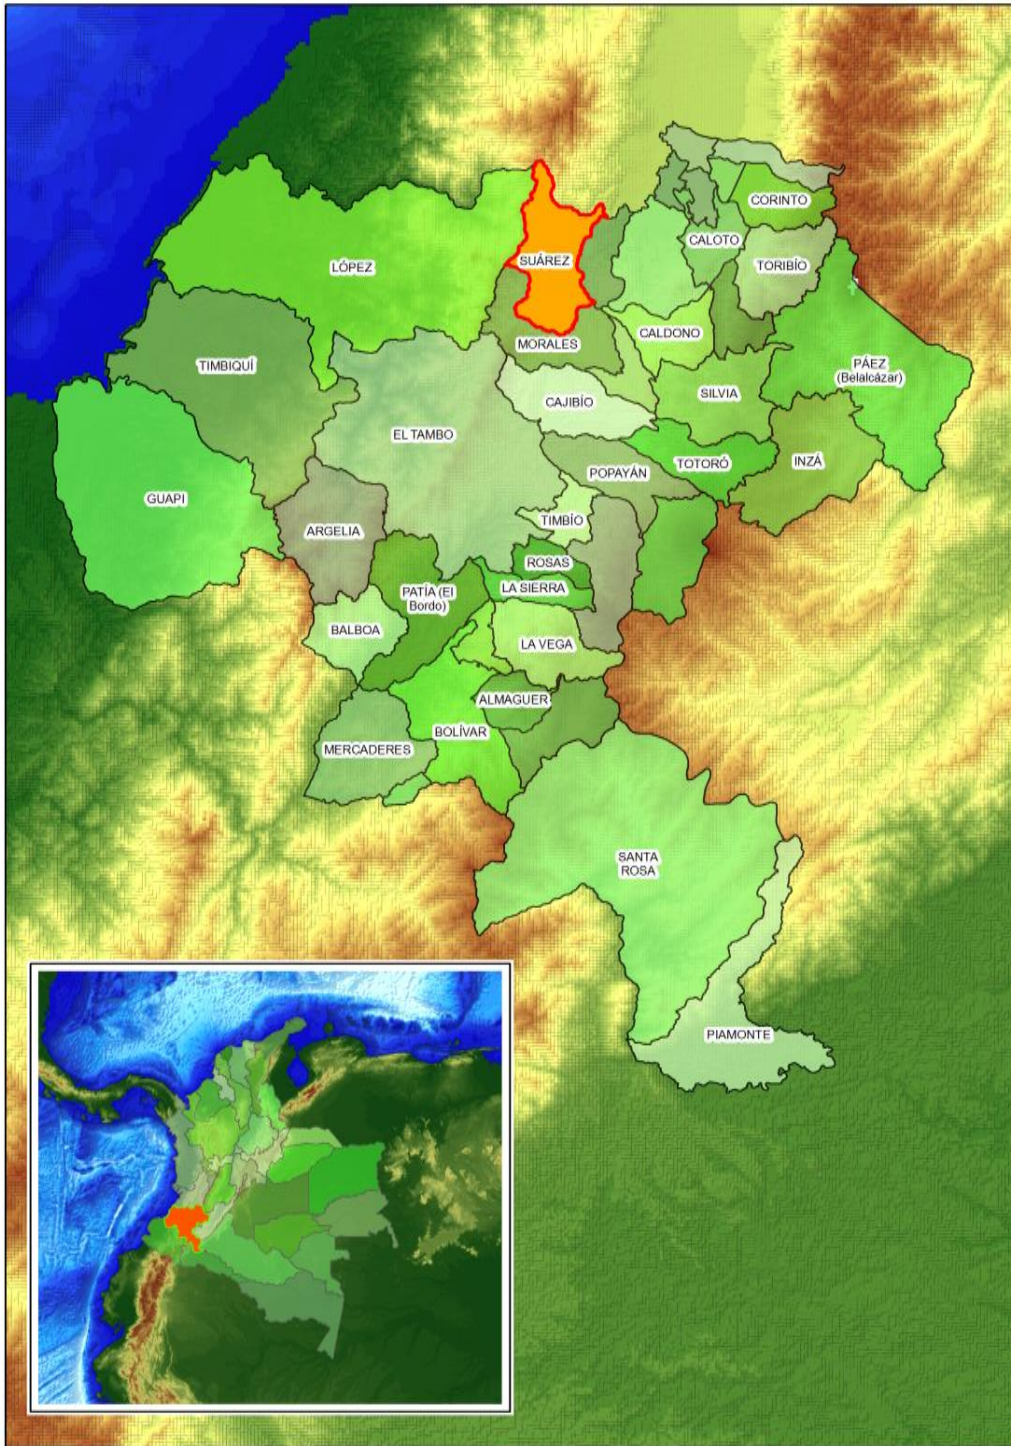 CORINTO
CALOTO
SUÁREZ
LÓPEZ
TORIBÍO
CALDONO
MORALES
TIMBIQUÍ
PÁEZ
(Belalcázar)
SILVIA
CAJIBÍO
EL TAMBO
INZÁ
TOTORÓ
POPAYÁN
GUAPI
TIMBÍO
ARGELIA
ROSAS
LA SIERRA
PATÍA (El
Bordo)
BALBOA
LA VEGA
ALMAGUER
BOLÍVAR
MERCADERES
SANTA
ROSA
PIAMONTE